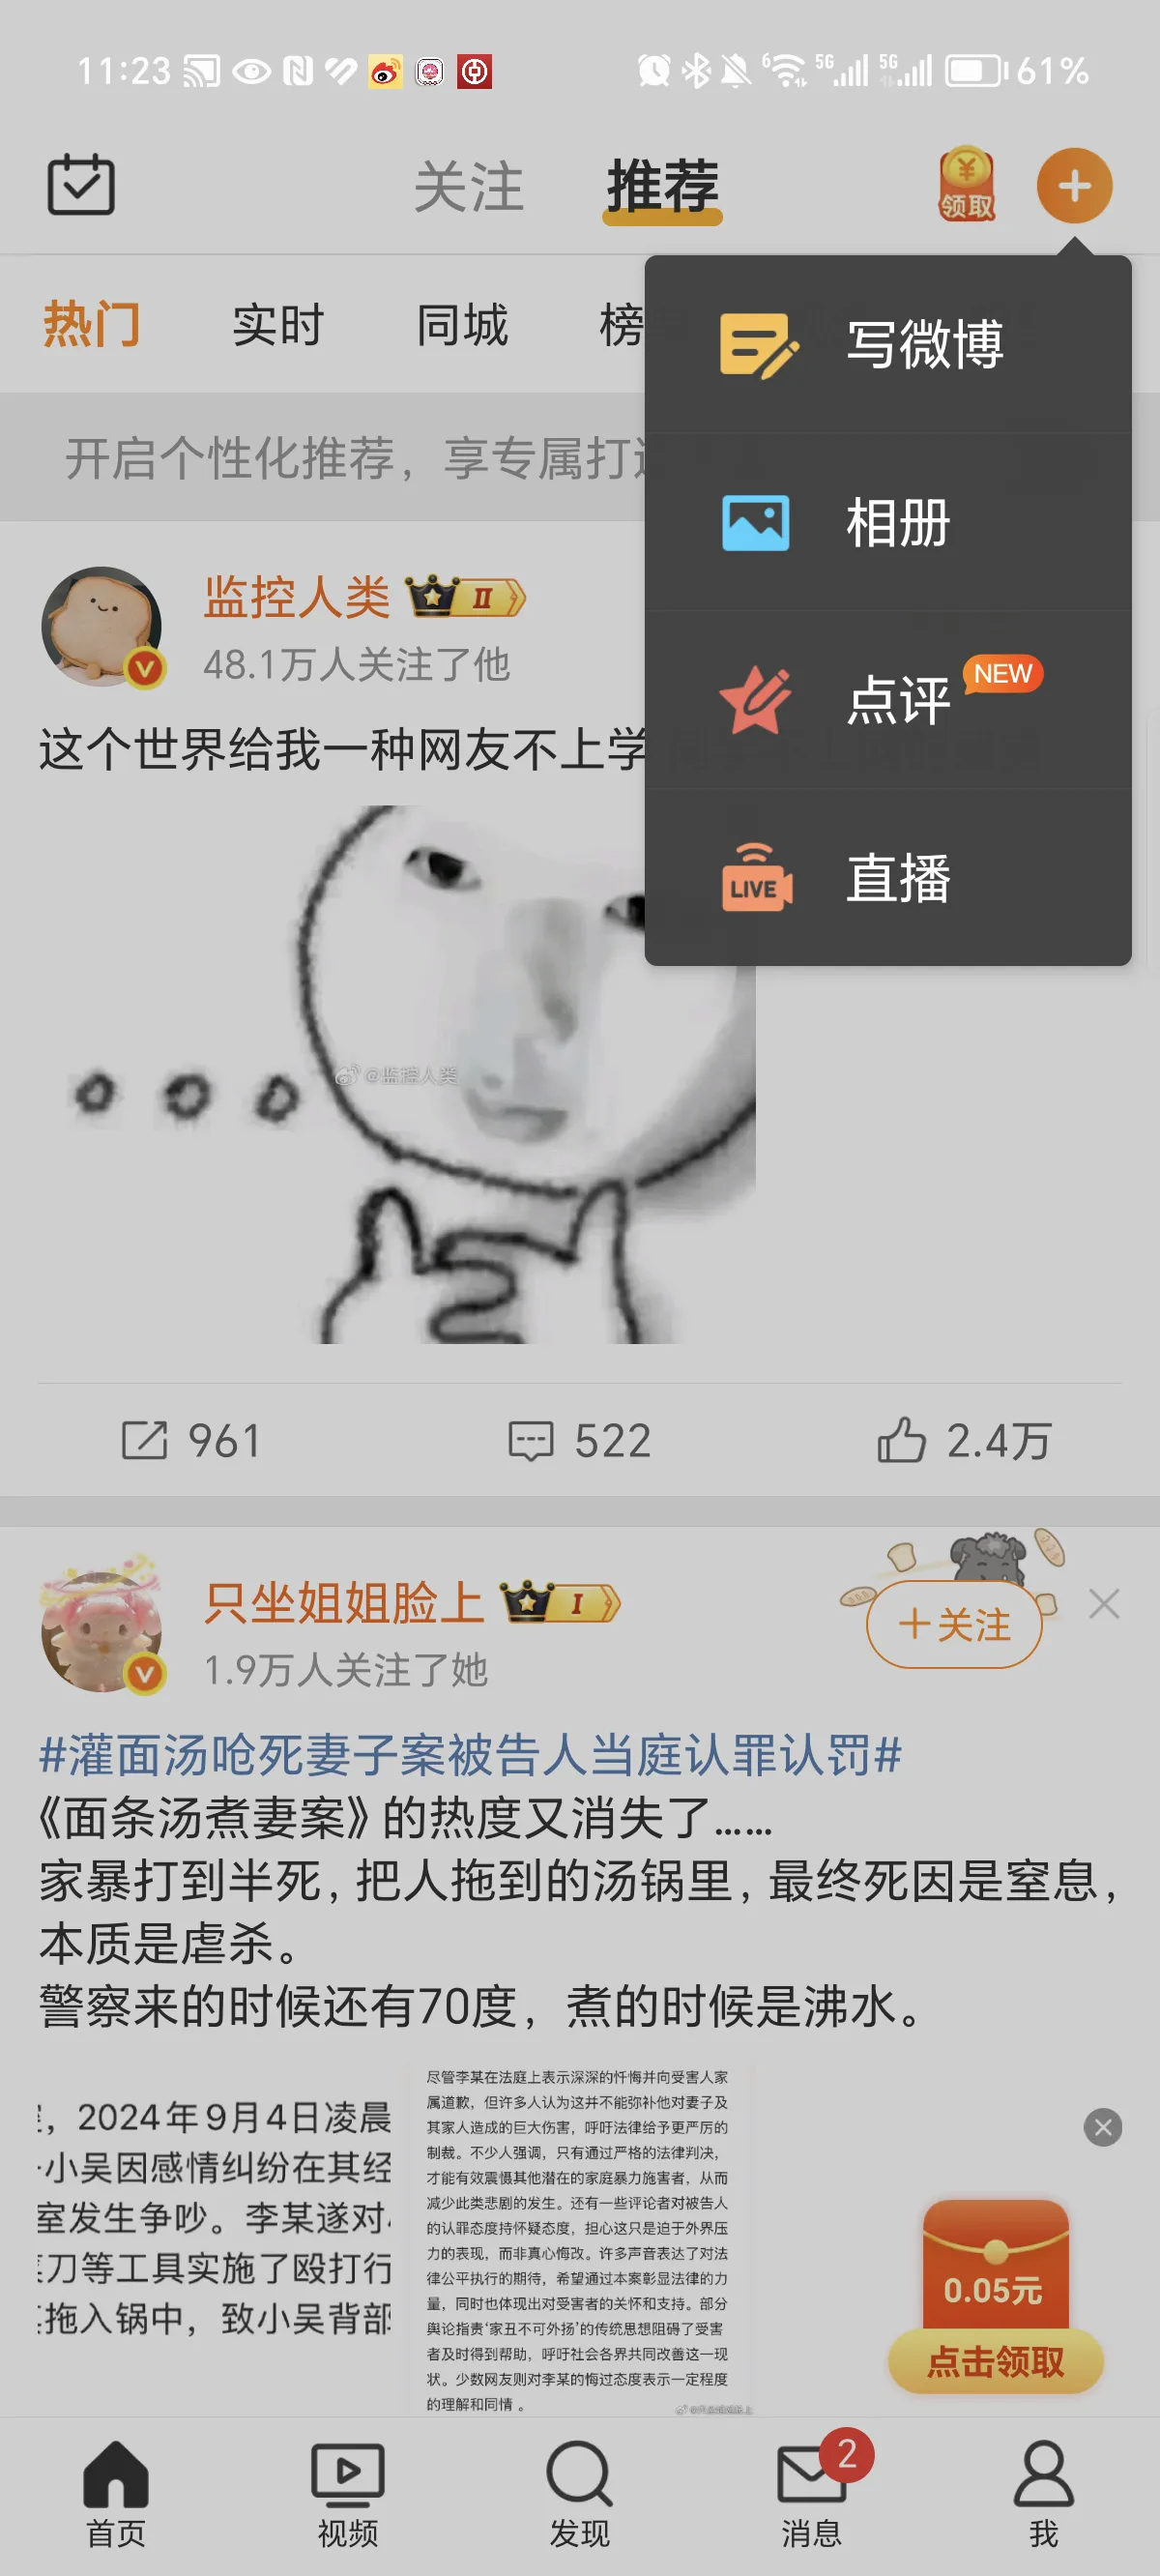 11:23
6 5G 5G 61%
关注 推荐 领取
热门 实时 同城 榜
写微博
开启个性化推荐，享专属打
相册
监控人类 II
48.1万人关注了他
点评 NEW
这个世界给我一种网友不上学
LIVE 直播
@监控人类
961 522 2.4万
只坐姐姐脸上 I
+关注
1.9万人关注了她
#灌面汤呛死妻子案被告人当庭认罪认罚#
《面条汤煮妻案》的热度又消失了......
家暴打到半死，把人拖到的汤锅里，最终死因是窒息，
本质是虐杀。
警察来的时候还有70度，煮的时候是沸水。
，2024年9月4日凌晨
小吴因感情纠纷在其经
室发生争吵。李某遂对
刀等工具实施了殴打行
拖入锅中，致小吴背部
尽管李某在法庭上表示深深的忏悔并向受害人家
属道歉，但许多人认为这并不能弥补他对妻子及
其家人造成的巨大伤害，呼吁法律给予更严厉的
制裁。不少人强调，只有通过严格的法律判决，
才能有效震慑其他潜在的家庭暴力施害者，从而
减少此类悲剧的发生。还有一些评论者对被告人
的认罪态度持怀疑态度，担心这只是迫于外界压
力的表现，而非真心悔改。许多声音表达了对法
律公平执行的期待，希望通过本案彰显法律的力
量，同时也体现出对受害者的关怀和支持。部分
舆论指责‘家丑不可外扬’的传统思想阻碍了受害
者及时得到帮助，呼吁社会各界共同改善这一现
状。少数网友则对李某的悔过态度表示一定程度
的理解和同情 。
0.05元
点击领取
2
首页 视频 发现 消息 我